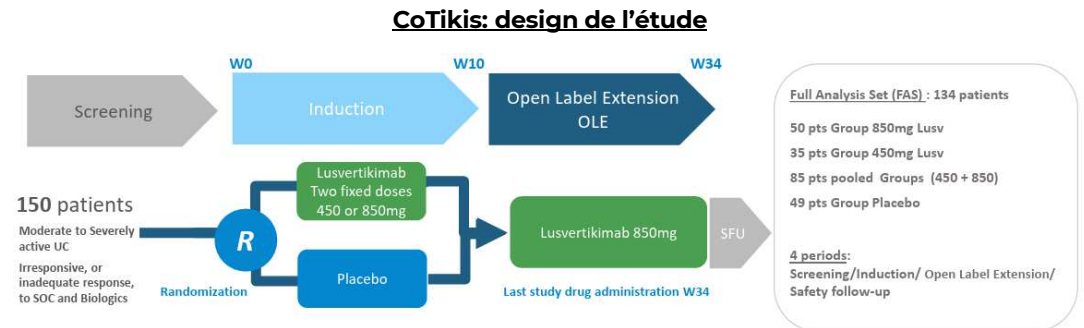 CoTikis: design de l'étude
W0
W10
W34
Screening
Induction
Open Label Extension
OLE
150 patients
Moderate to Severely
active UC
Irresponsive, or
inadequate response,
to SOC and Biologics
R
Randomization
Lusvertikimab
Two fixed doses
450 or 850mg
Placebo
Lusvertikimab 850mg
SFU
Last study drug administration W34
Full Analysis Set (FAS) : 134 patients
50 pts Group 850mg Lusv
35 pts Group 450mg Lusv
85 pts pooled Groups (450 + 850)
49 pts Group Placebo
4 periods:
Screening/Induction/ Open Label Extension/
Safety follow-up